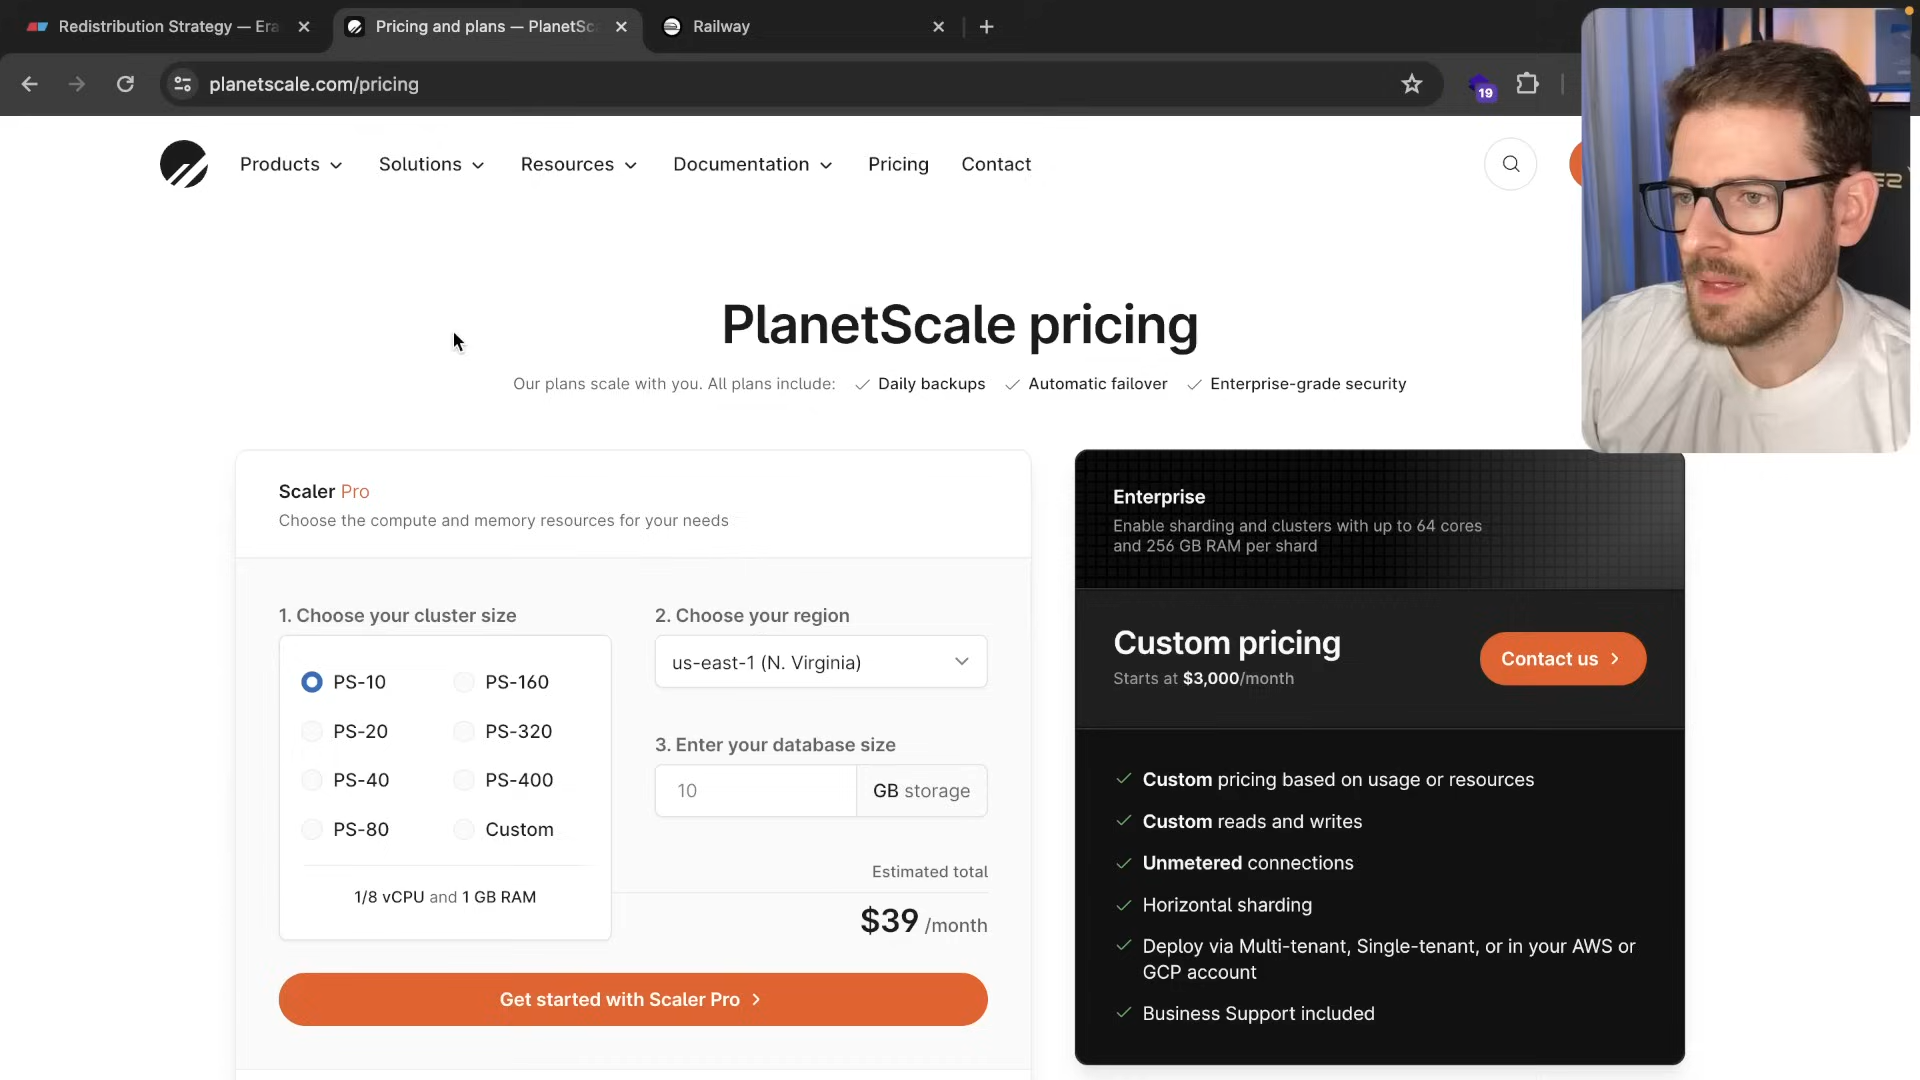 Redistribution Strategy — Era
Pricing and plans — PlanetSc
Railway
planetscale.com/pricing
19
Products
Solutions
Resources
Documentation
Pricing
Contact
PlanetScale pricing
Our plans scale with you. All plans include:
Daily backups
Automatic failover
Enterprise-grade security
Scaler Pro
Choose the compute and memory resources for your needs
1. Choose your cluster size
PS-10
PS-160
PS-20
PS-320
PS-40
PS-400
PS-80
Custom
1/8 vCPU and 1 GB RAM
2. Choose your region
us-east-1 (N. Virginia)
3. Enter your database size
10
GB storage
Estimated total
$39 /month
Get started with Scaler Pro
Enterprise
Enable sharding and clusters with up to 64 cores
and 256 GB RAM per shard
Custom pricing
Starts at $3,000/month
Contact us
Custom pricing based on usage or resources
Custom reads and writes
Unmetered connections
Horizontal sharding
Deploy via Multi-tenant, Single-tenant, or in your AWS or
GCP account
Business Support included